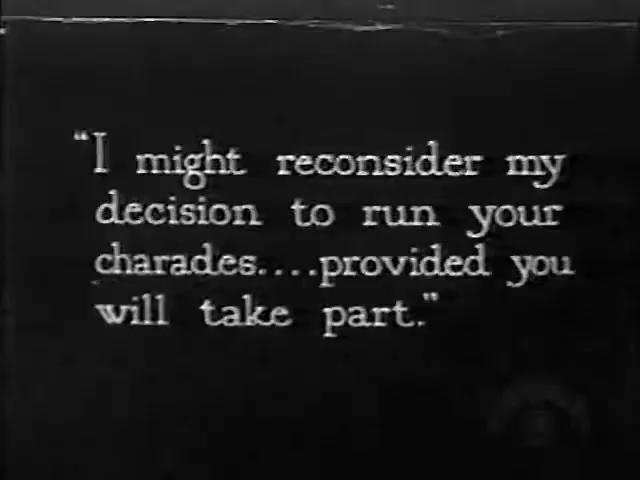 “I might reconsider my
decision to run your
charades....provided you
will take part.”